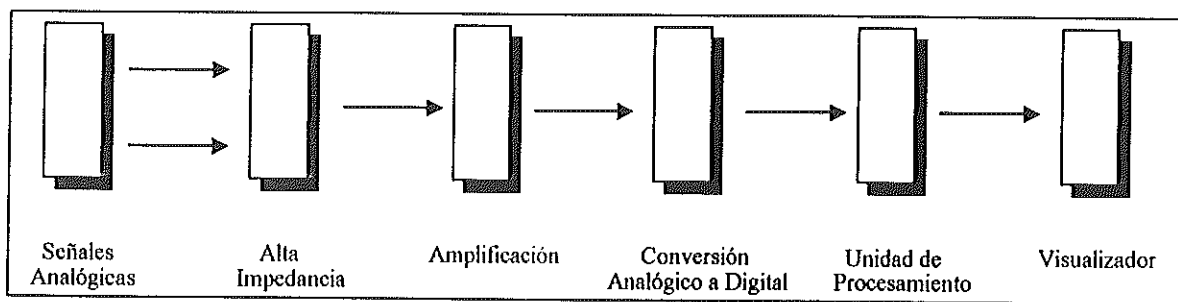 Señales
Analógicas
Alta
Impedancia
Amplificación
Conversión
Analógico a Digital
Unidad de
Procesamiento
Visualizador